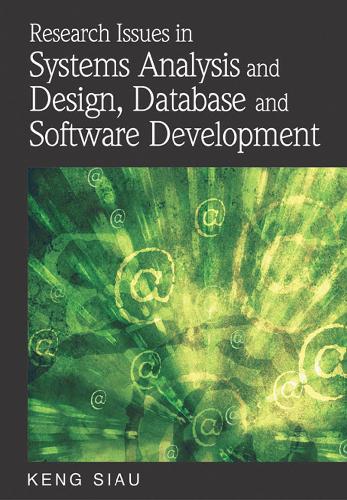 Research Issues in
Systems Analysis and
Design, Database and
Software Development
@
@
@
@
@
@
@
@
@
@
KENG SIAU